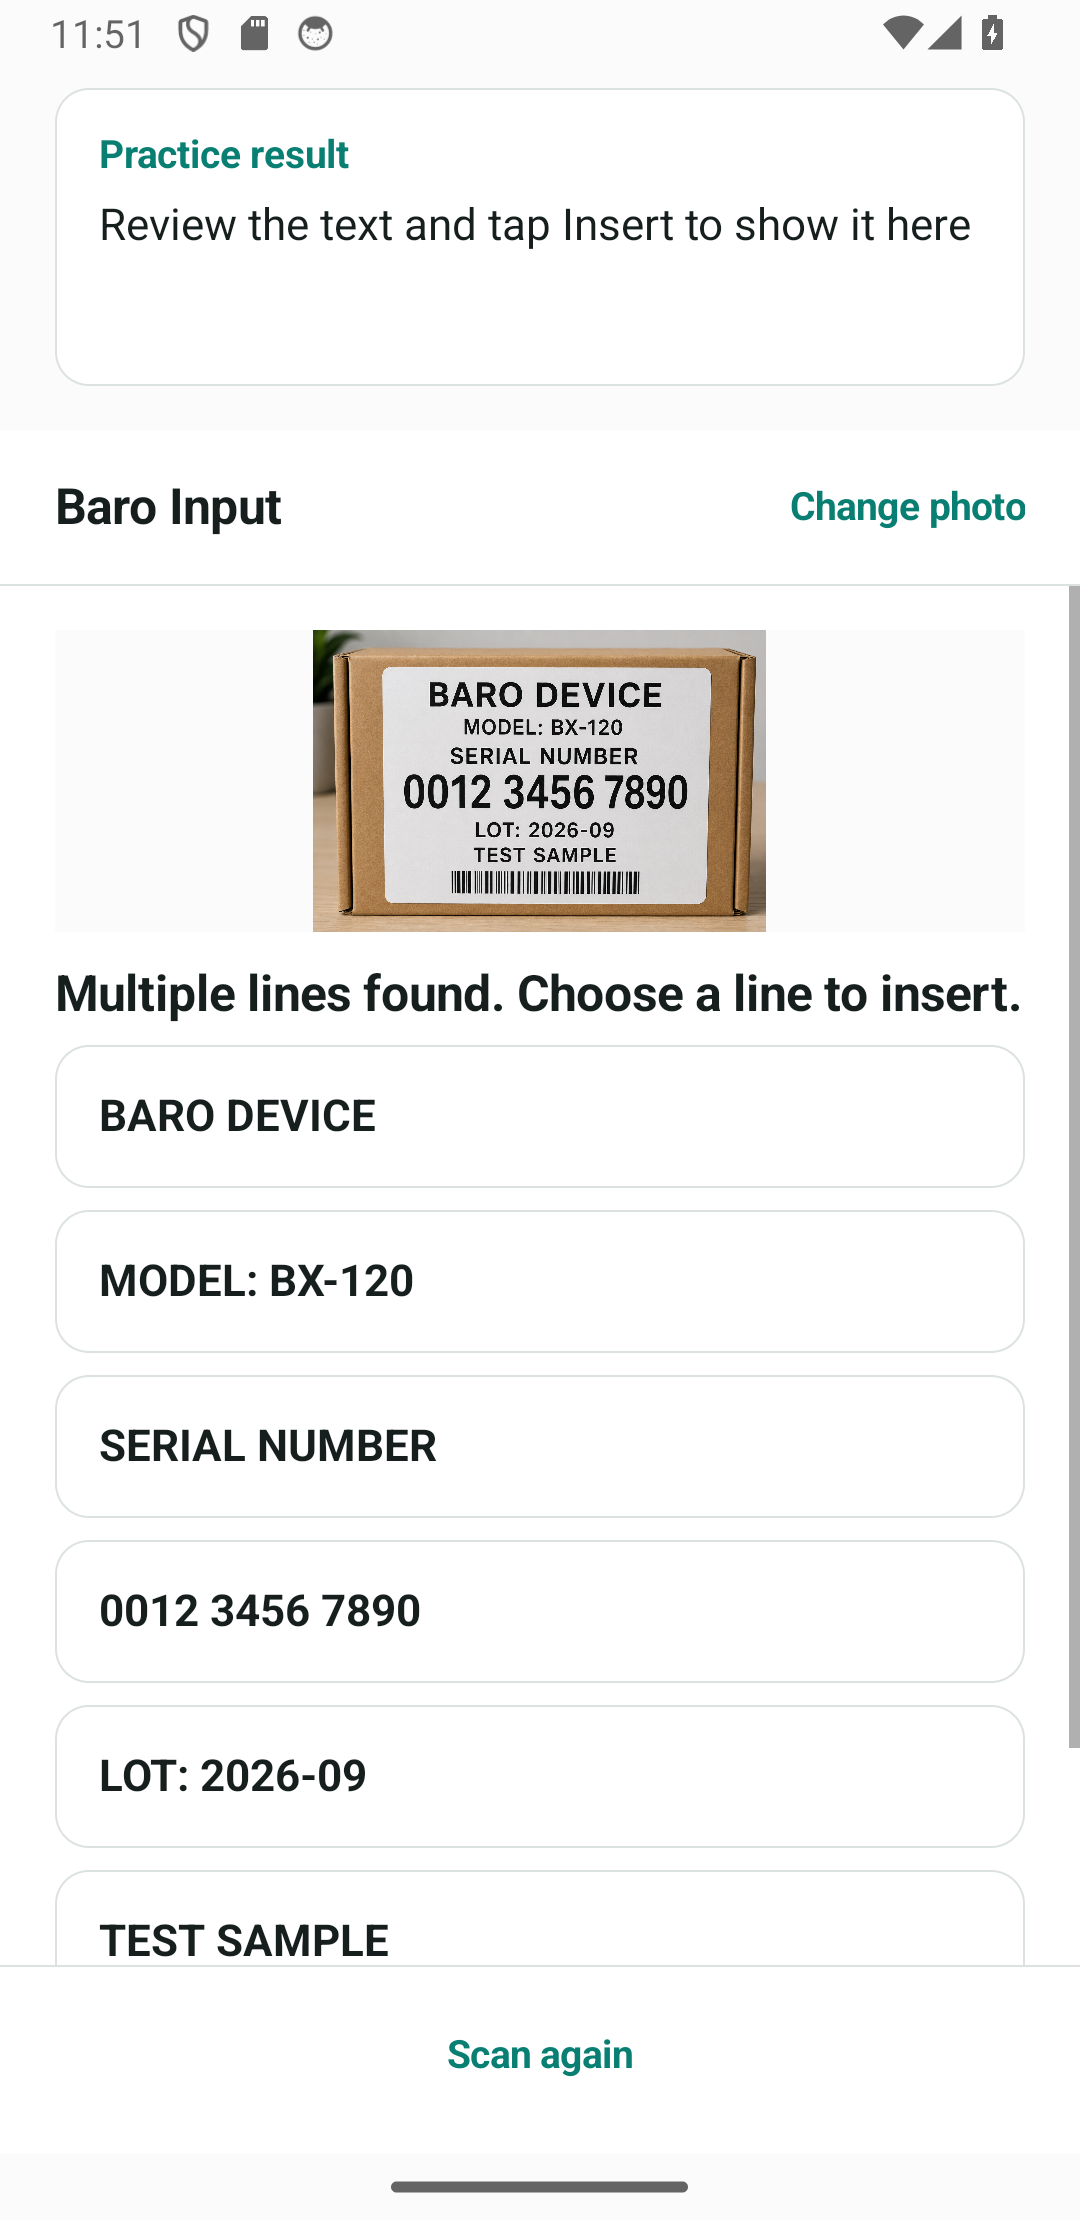 11:51
Practice result
Review the text and tap Insert to show it here
Baro Input
Change photo
BARO DEVICE
MODEL: BX-120
SERIAL NUMBER
0012 3456 7890
LOT: 2026-09
TEST SAMPLE
Multiple lines found. Choose a line to insert.
BARO DEVICE
MODEL: BX-120
SERIAL NUMBER
0012 3456 7890
LOT: 2026-09
TEST SAMPLE
Scan again